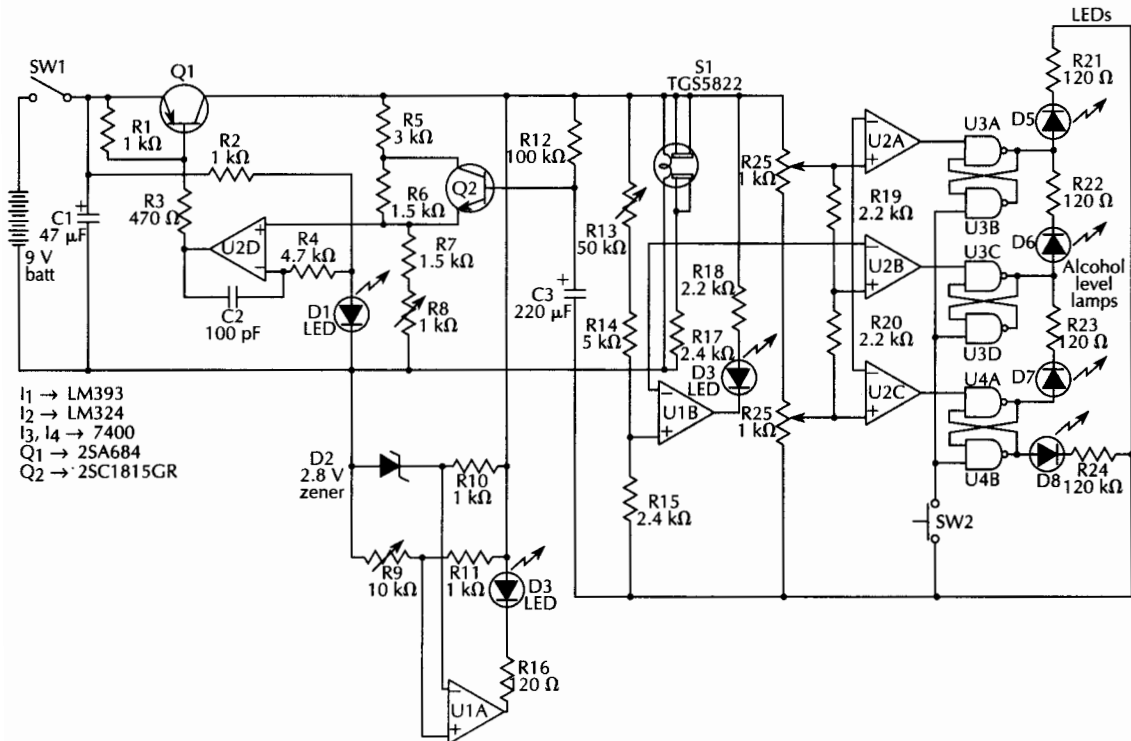 LEDs
SW1
Q1
S1
TGS5822
R21
120 Ω
R1
1 kΩ
R2
1 kΩ
R5
3 kΩ
R12
100 kΩ
U2A
U3A
D5
R25
1 kΩ
Q2
R3
470 Ω
R6
1.5 kΩ
R19
2.2 kΩ
R22
120 Ω
U3B
C1
47 µF
+
9 V
batt
U2D
+
−
R4
4.7 kΩ
R7
1.5 kΩ
R13
50 kΩ
U2B
−
+
U3C
D6
Alcohol
level
lamps
C2
100 pF
D1
LED
R8
1 kΩ
C3
220 µF
+
R14
5 kΩ
R18
2.2 kΩ
R17
2.4 kΩ
R20
2.2 kΩ
U3D
R23
120 Ω
D3
LED
U1B
−
+
R25
1 kΩ
U2C
−
+
U4A
D7
I1 → LM393
I2 → LM324
I3, I4 → 7400
Q1 → 2SA684
Q2 → 2SC1815GR
D2
2.8 V
zener
R10
1 kΩ
R15
2.4 kΩ
U4B
D8
R24
120 kΩ
SW2
R9
10 kΩ
R11
1 kΩ
D3
LED
R16
120 Ω
U1A
−
+